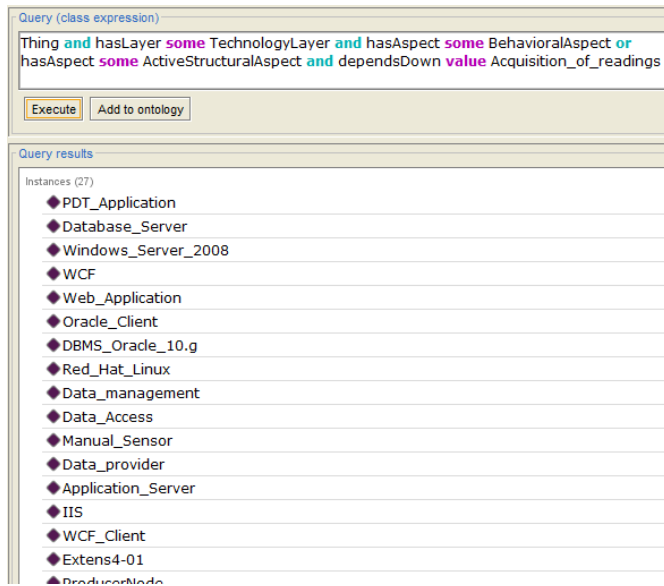 Query (class expression)
Thing and hasLayer some TechnologyLayer and hasAspect some BehavioralAspect or
hasAspect some ActiveStructuralAspect and dependsDown value Acquisition_of_readings
Execute Add to ontology
Query results
Instances (27)
PDT_Application
Database_Server
Windows_Server_2008
WCF
Web_Application
Oracle_Client
DBMS_Oracle_10.g
Red_Hat_Linux
Data_management
Data_Access
Manual_Sensor
Data_provider
Application_Server
IIS
WCF_Client
Extens4-01
ProducerNode